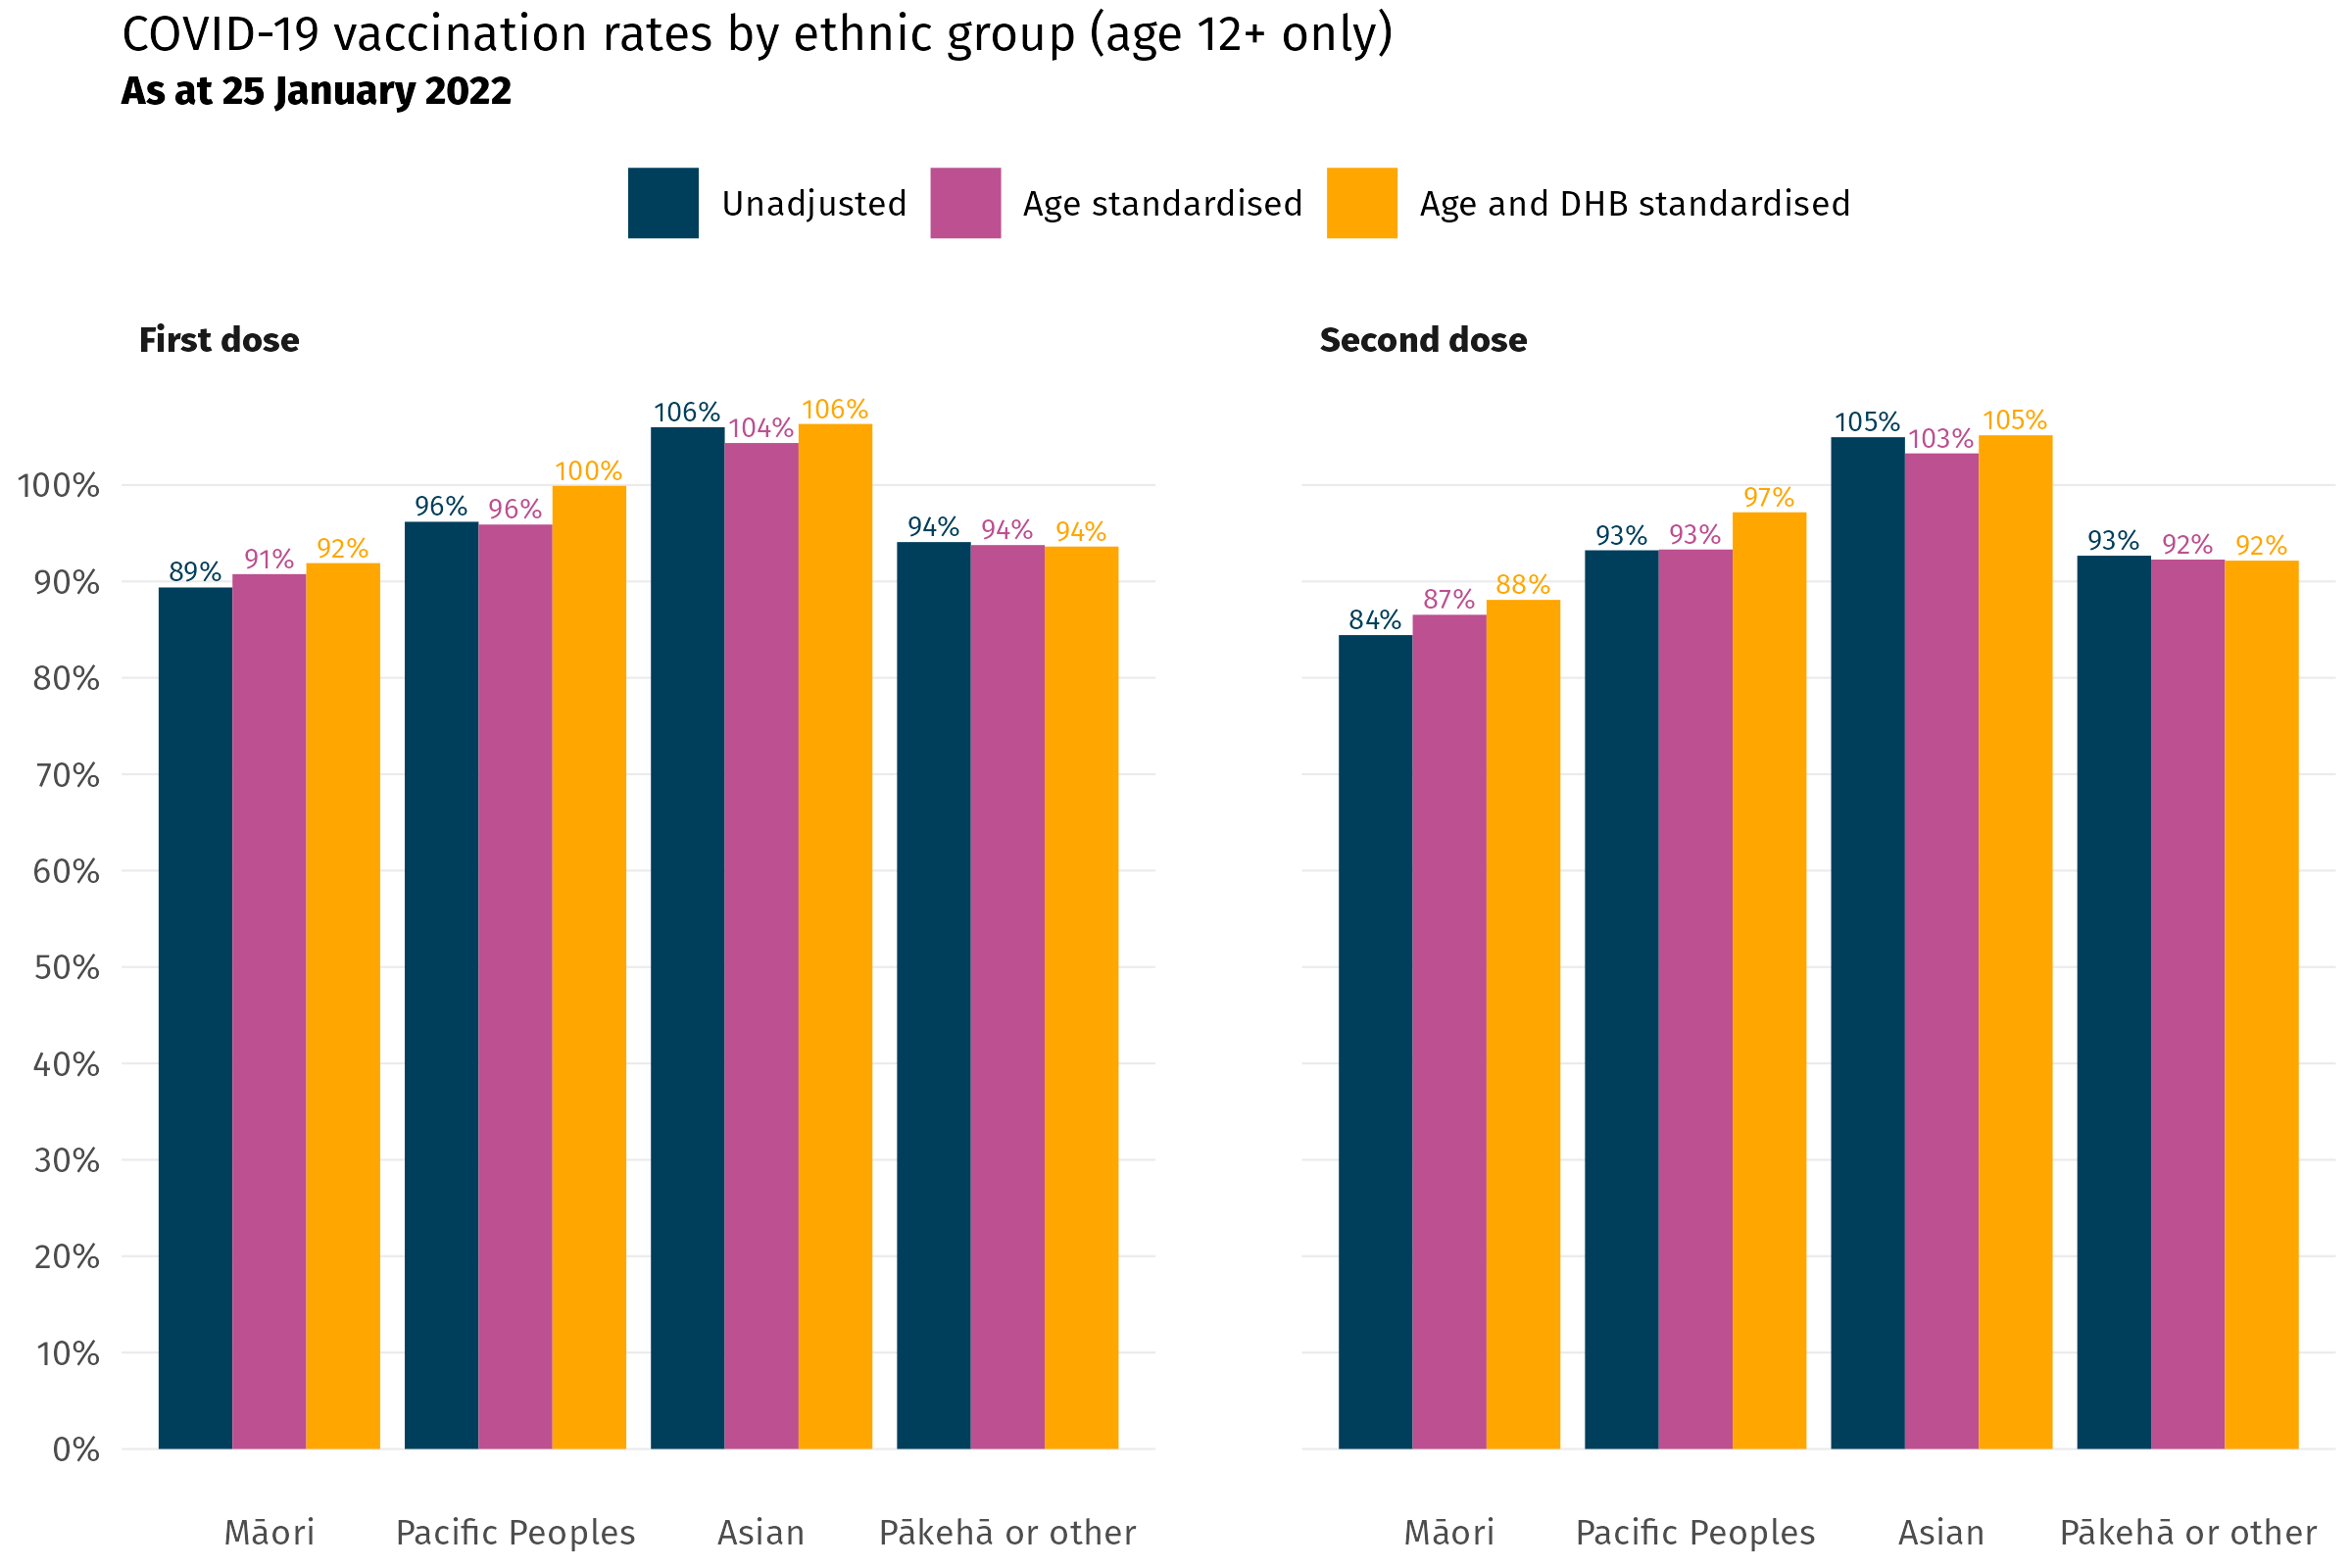 COVID-19 vaccination rates by ethnic group (age 12+ only)
As at 25 January 2022
Unadjusted Age standardised Age and DHB standardised
First dose
Second dose
106% 104% 106%
105% 103% 105%
100%
96% 96% 100%
94% 94% 94%
93% 93% 97%
93% 92% 92%
89% 91% 92%
84% 87% 88%
90%
80%
70%
60%
50%
40%
30%
20%
10%
0%
Māori Pacific Peoples Asian Pākehā or other
Māori Pacific Peoples Asian Pākehā or other